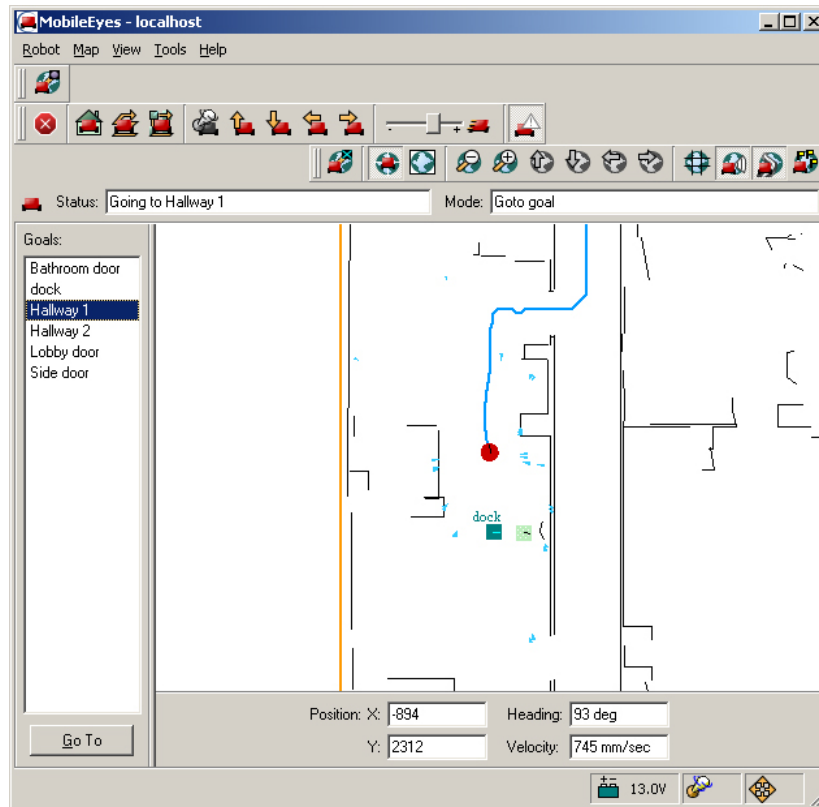 MobileEyes - localhost
Robot Map View Tools Help
- +
Status: Going to Hallway 1 Mode: Goto goal
Goals:
Bathroom door
dock
Hallway 1
Hallway 2
Lobby door
Side door
dock
Position: X: -894 Heading: 93 deg
Go To
Y: 2312 Velocity: 745 mm/sec
13.0V